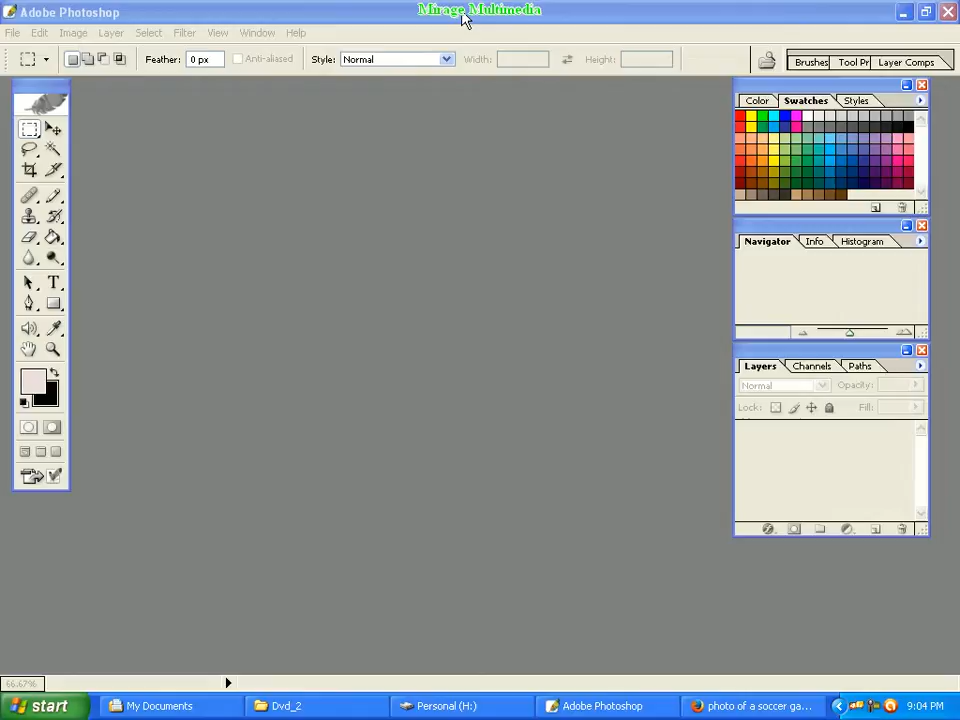 Adobe Photoshop
Mirage Multimedia
File Edit Image Layer Select Filter View Window Help
Feather: 0 px Anti-aliased Style: Normal Width: Height: Brushes Tool Pr Layer Comps
Color Swatches Styles
Navigator Info Histogram
Layers Channels Paths
Normal Opacity:
Lock: Fill:
T
66.67%
start My Documents Dvd_2 Personal (H:) Adobe Photoshop photo of a soccer ga... 9:04 PM